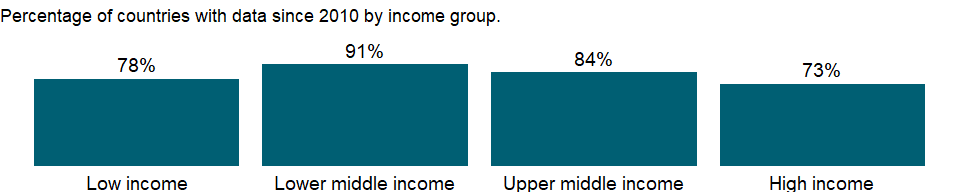 Percentage of countries with data since 2010 by income group.
78%
91%
84%
73%
Low income
Lower middle income
Upper middle income
High income